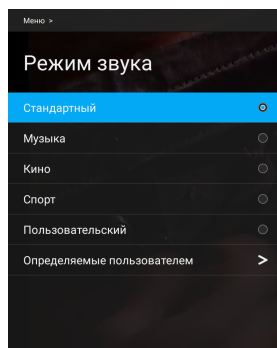 Меню >
Режим звука
Стандартный
Музыка
Кино
Спорт
Пользовательский
Определяемые пользователем >